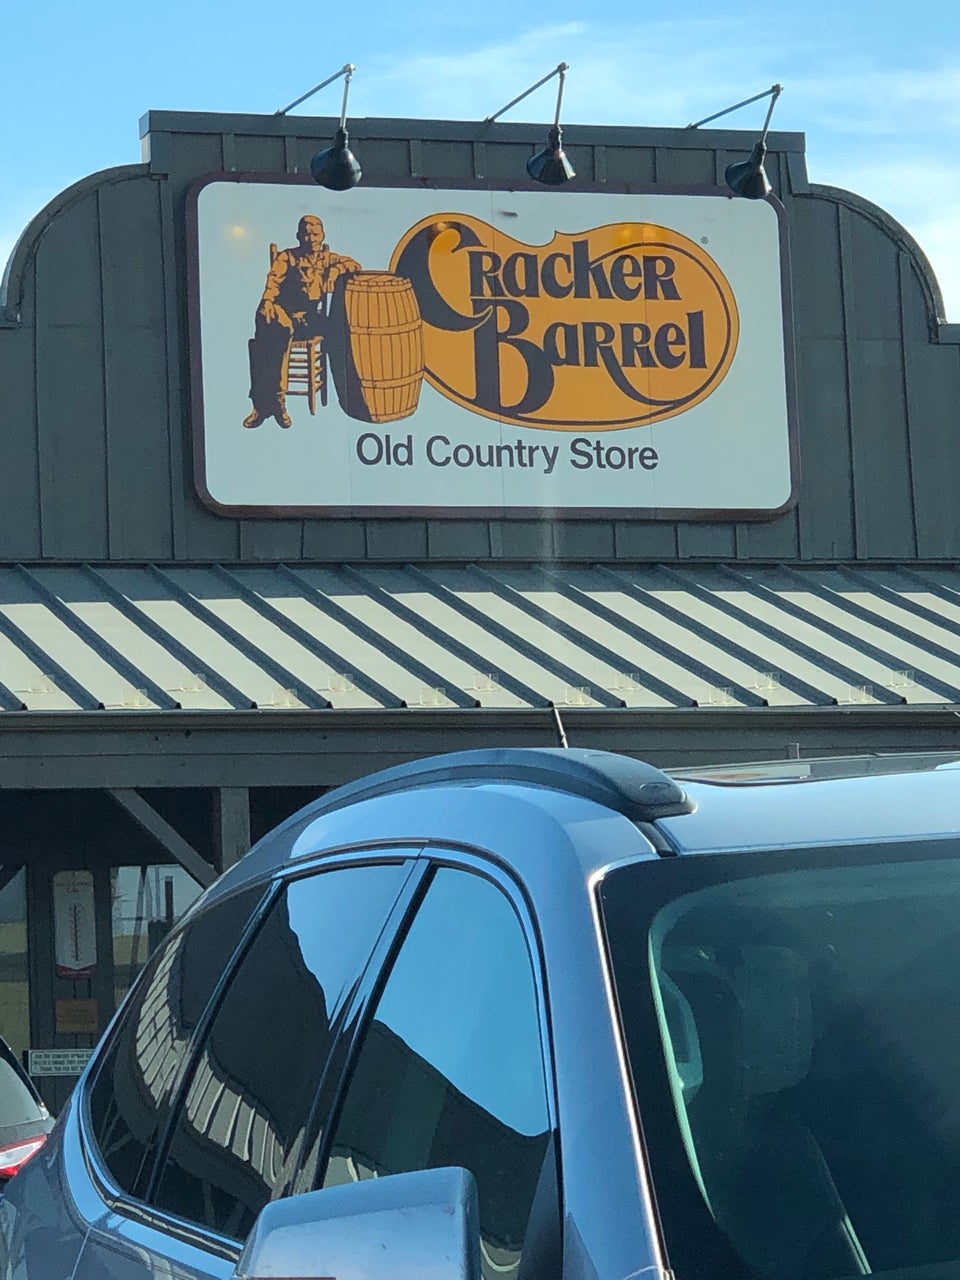 Cracker
Barrel
®
Old Country Store